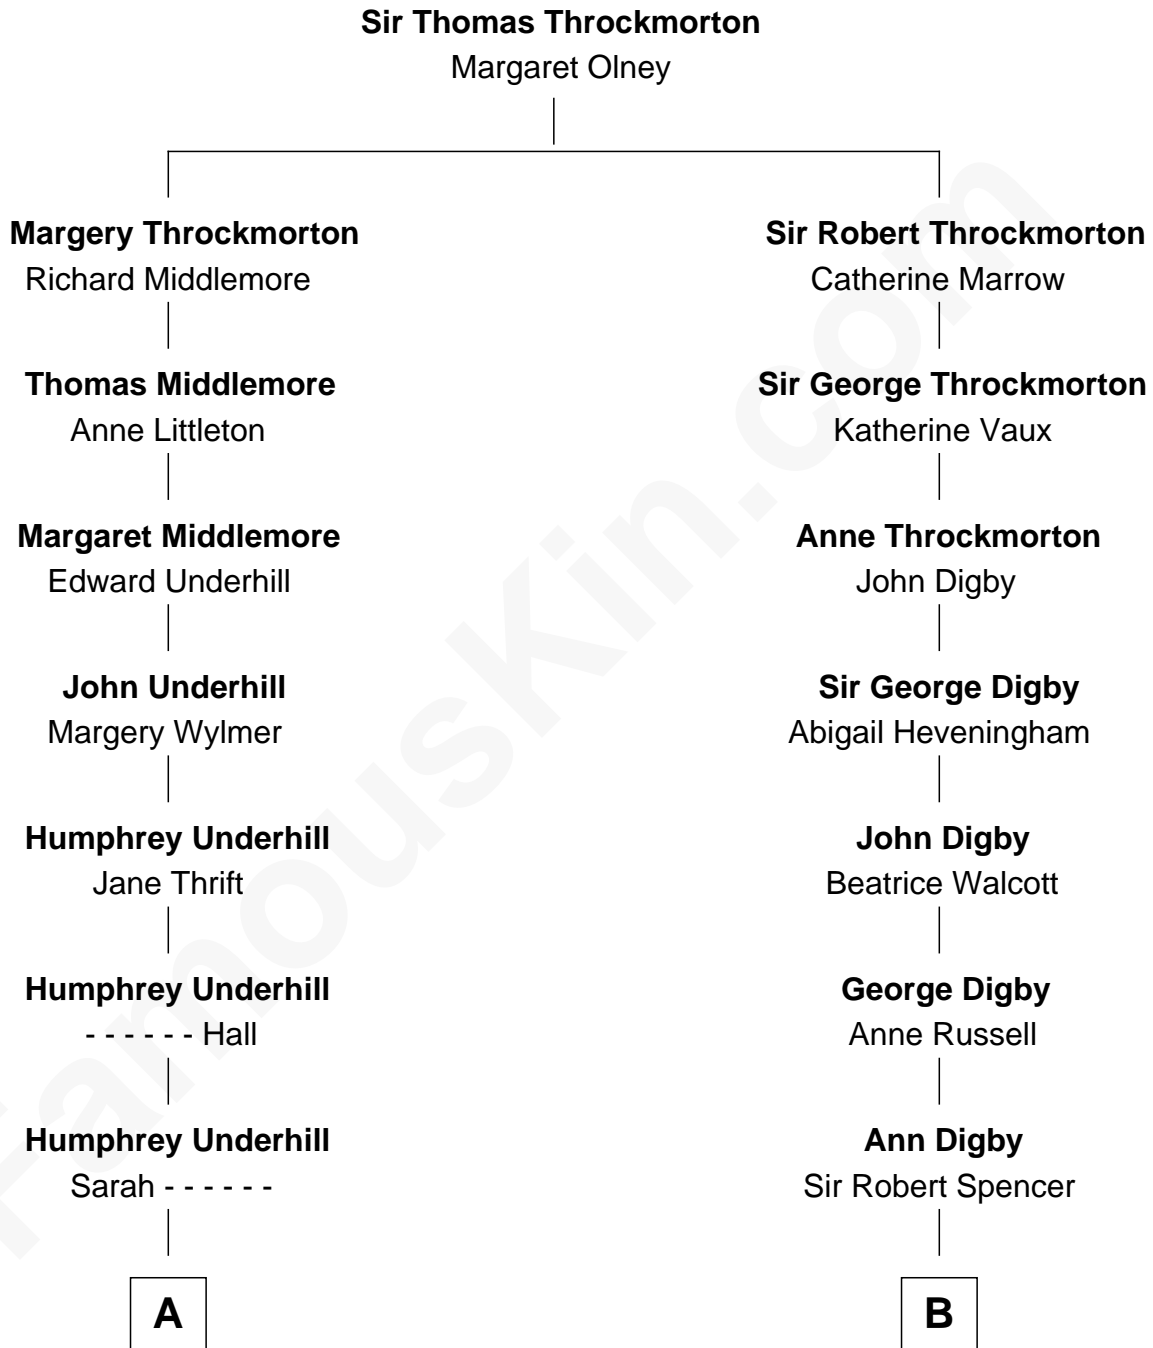 Sir Thomas Throckmorton
Margaret Olney
Margery Throckmorton
Richard Middlemore
Sir Robert Throckmorton
Catherine Marrow
Thomas Middlemore
Anne Littleton
Sir George Throckmorton
Katherine Vaux
Margaret Middlemore
Edward Underhill
Anne Throckmorton
John Digby
John Underhill
Margery Wylmer
Sir George Digby
Abigail Heveningham
Humphrey Underhill
Jane Thrift
John Digby
Beatrice Walcott
Humphrey Underhill
- - - - - - Hall
George Digby
Anne Russell
Humphrey Underhill
Sarah - - - - - -
Ann Digby
Sir Robert Spencer
A
B
FamousKin.com